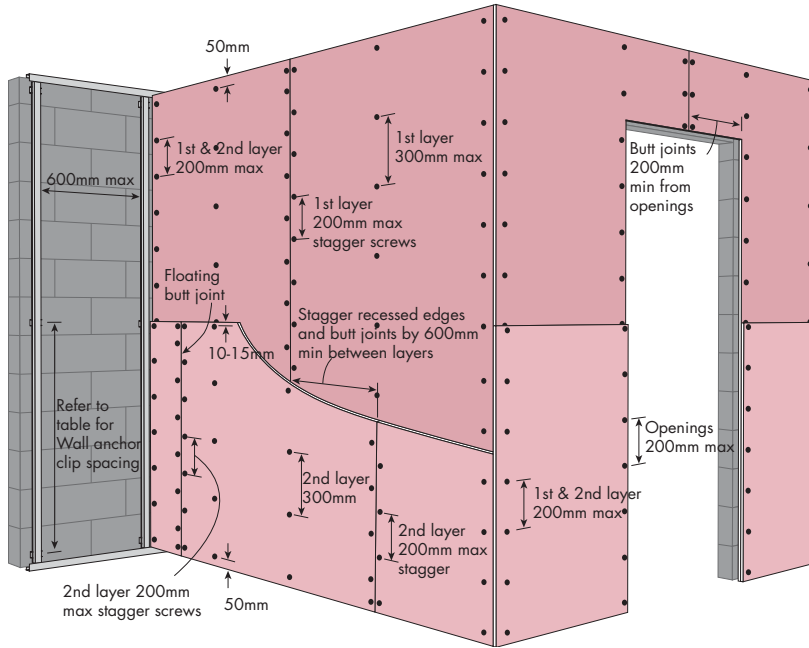 50mm
1st & 2nd layer
200mm max
1st layer
300mm max
Butt joints
200mm
min from
openings
600mm max
1st layer
200mm max
stagger screws
Floating
butt joint
Stagger recessed edges
and butt joints by 600mm
min between layers
10-15mm
Refer to
table for
Wall anchor
clip spacing
Openings
200mm max
2nd layer
300mm
1st & 2nd layer
200mm max
2nd layer
200mm max
stagger
2nd layer 200mm
max stagger screws
50mm